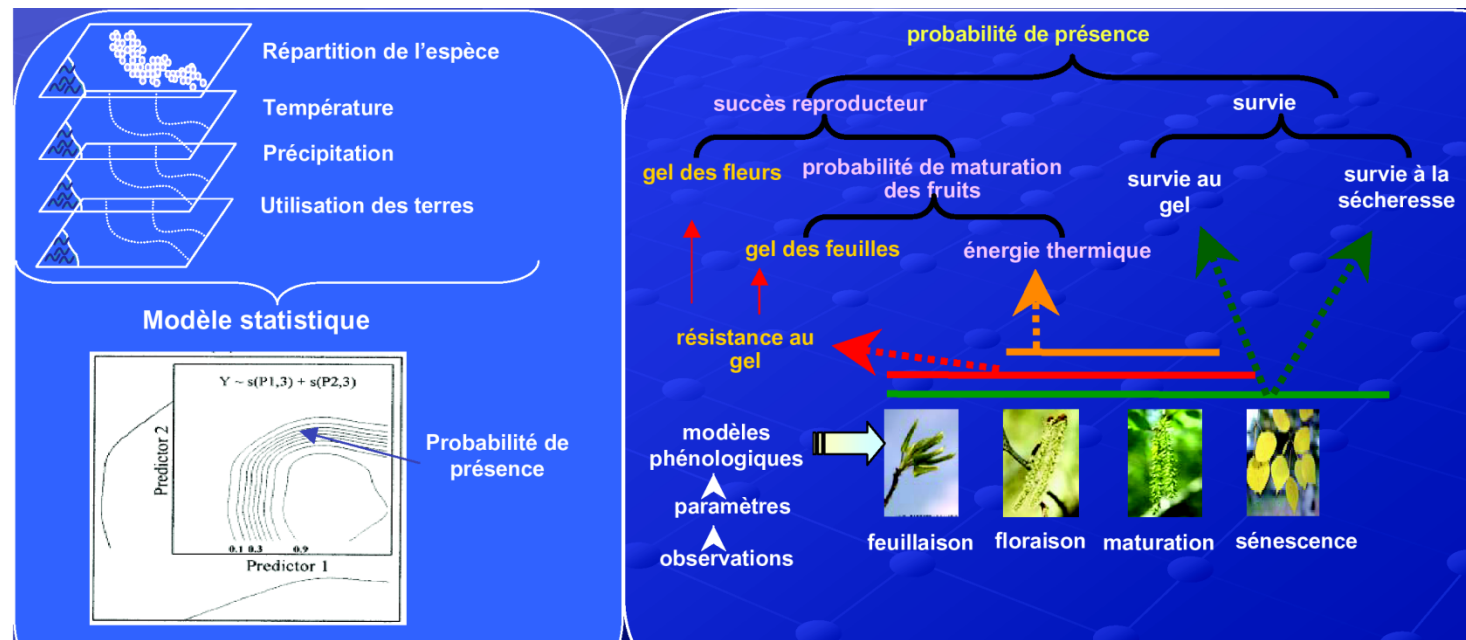 Répartition de l'espèce
Température
Précipitation
Utilisation des terres
Modèle statistique
Y ~ s(P1,3) + s(P2,3)
Predictor 2
0.1 0.3 0.9
Predictor 1
Probabilité de
présence
probabilité de présence
succès reproducteur
survie
gel des fleurs
probabilité de maturation
des fruits
survie au
gel
survie à la
sécheresse
gel des feuilles
énergie thermique
résistance au
gel
modèles
phénologiques
paramètres
observations
feuillaison
floraison
maturation
sénescence